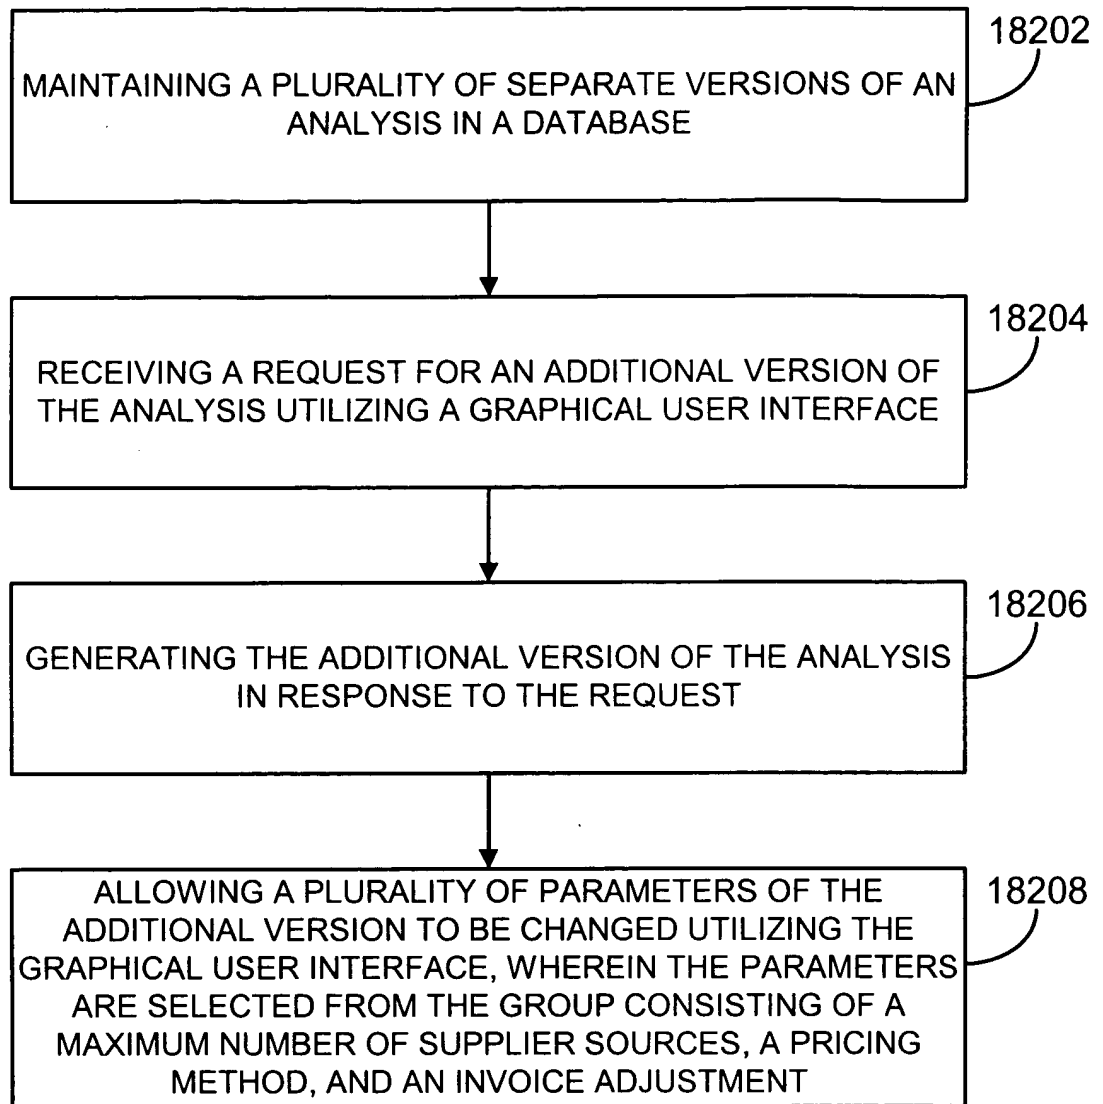 18202
MAINTAINING A PLURALITY OF SEPARATE VERSIONS OF AN
ANALYSIS IN A DATABASE
18204
RECEIVING A REQUEST FOR AN ADDITIONAL VERSION OF
THE ANALYSIS UTILIZING A GRAPHICAL USER INTERFACE
18206
GENERATING THE ADDITIONAL VERSION OF THE ANALYSIS
IN RESPONSE TO THE REQUEST
18208
ALLOWING A PLURALITY OF PARAMETERS OF THE
ADDITIONAL VERSION TO BE CHANGED UTILIZING THE
GRAPHICAL USER INTERFACE, WHEREIN THE PARAMETERS
ARE SELECTED FROM THE GROUP CONSISTING OF A
MAXIMUM NUMBER OF SUPPLIER SOURCES, A PRICING
METHOD, AND AN INVOICE ADJUSTMENT